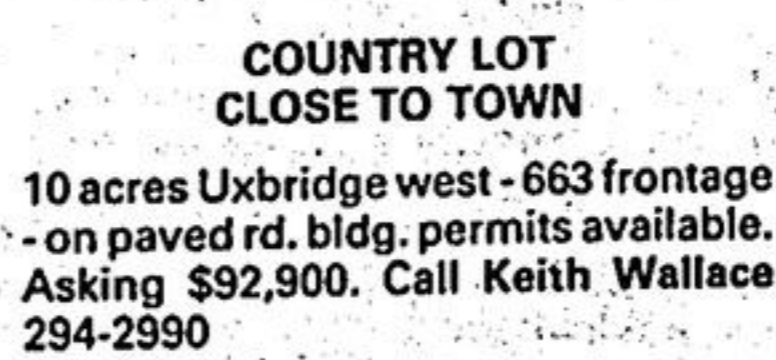 COUNTRY LOT
CLOSE TO TOWN
10 acres Uxbridge west - 663 frontage
- on paved rd. bldg. permits available.
Asking $92,900. Call Keith Wallace
294-2990